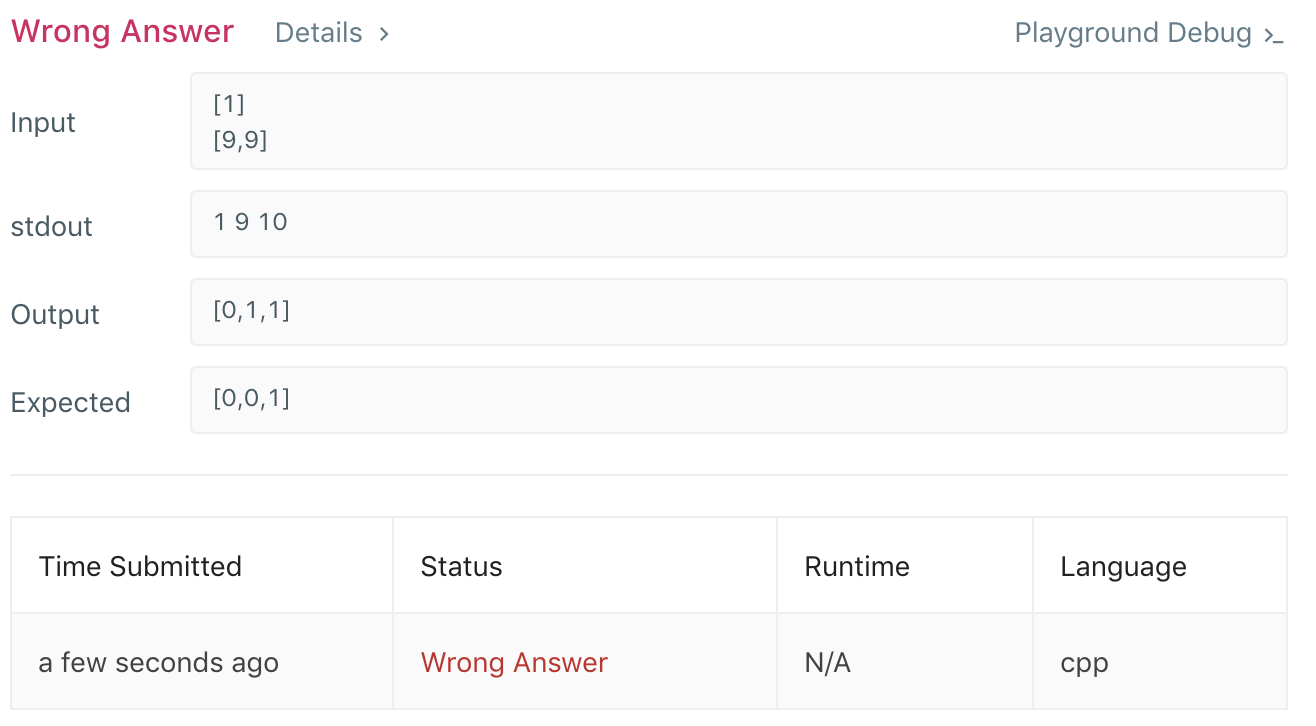 Wrong Answer Details > Playground Debug >_
Input
[1]
[9,9]
stdout
1 9 10
Output
[0,1,1]
Expected
[0,0,1]
Time Submitted Status Runtime Language
a few seconds ago Wrong Answer N/A cpp